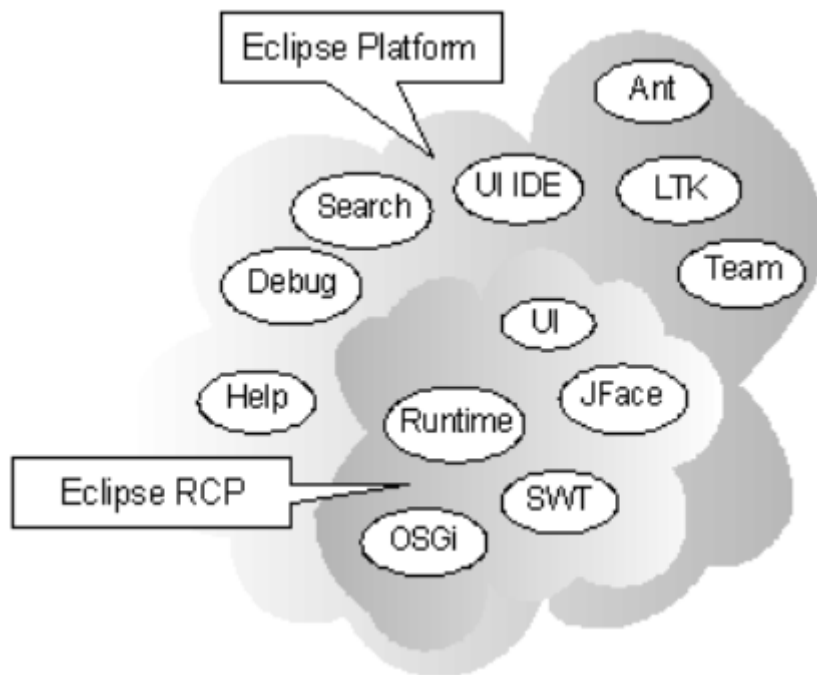 Eclipse Platform
Ant
Search
UI IDE
LTK
Debug
Team
UI
Help
Runtime
JFace
Eclipse RCP
SWT
OSGi